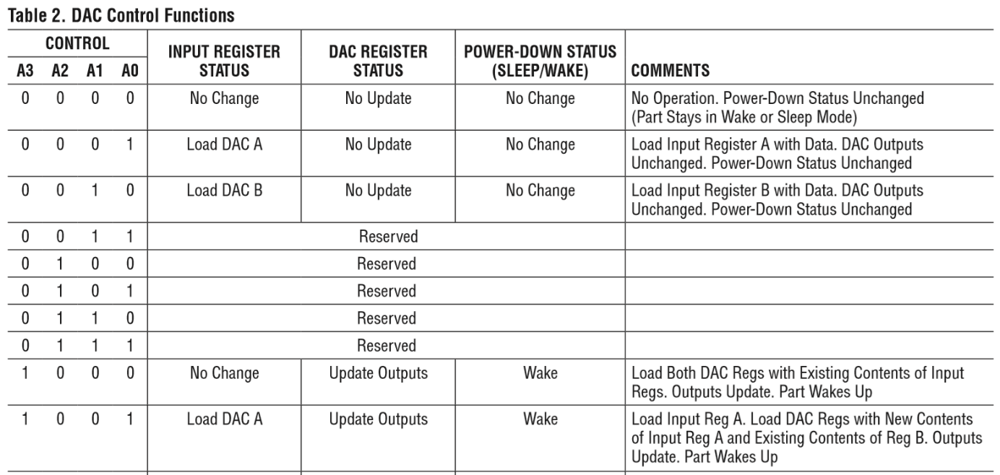 Table 2. DAC Control Functions
CONTROL
INPUT REGISTER STATUS
DAC REGISTER STATUS
POWER-DOWN STATUS (SLEEP/WAKE)
COMMENTS
A3 A2 A1 A0
0 0 0 0 No Change No Update No Change No Operation. Power-Down Status Unchanged
(Part Stays in Wake or Sleep Mode)
0 0 0 1 Load DAC A No Update No Change Load Input Register A with Data. DAC Outputs
Unchanged. Power-Down Status Unchanged
0 0 1 0 Load DAC B No Update No Change Load Input Register B with Data. DAC Outputs
Unchanged. Power-Down Status Unchanged
0 0 1 1 Reserved
0 1 0 0 Reserved
0 1 0 1 Reserved
0 1 1 0 Reserved
0 1 1 1 Reserved
1 0 0 0 No Change Update Outputs Wake Load Both DAC Regs with Existing Contents of Input
Regs. Outputs Update. Part Wakes Up
1 0 0 1 Load DAC A Update Outputs Wake Load Input Reg A. Load DAC Regs with New Contents
of Input Reg A and Existing Contents of Reg B. Outputs
Update. Part Wakes Up